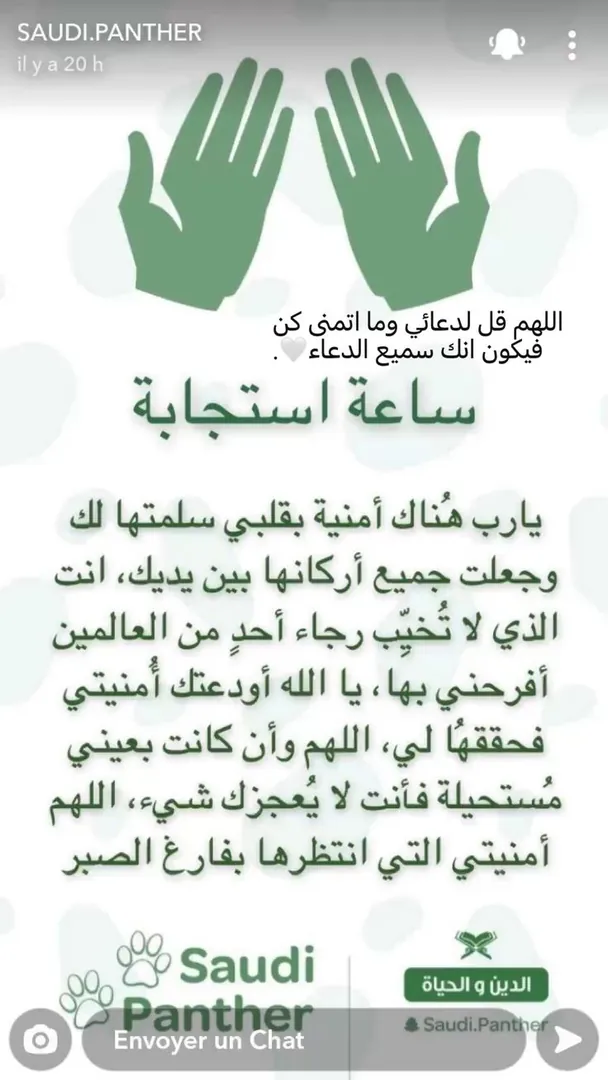 SAUDI.PANTHER
il y a 20 h
اللهم قل لدعائي وما اتمنى كن
فيكون انك سميع الدعاء🤍.
ساعة استجابة
يارب هُناك أمنية بقلبي سلمتها لك
وجعلت جميع أركانها بين يديك، انت
الذي لا تُخيِّب رجاء أحدٍ من العالمين
أفرحني بها، يا الله أودعتك أُمنيتي
فحققهُا لي، اللهم وأن كانت بعيني
مُستحيلة فأنت لا يُعجزك شيء، اللهم
أمنيتي التي انتظرها بفارغ الصبر
Saudi
Panther
الدين و الحياة
Saudi.Panther
Envoyer un Chat